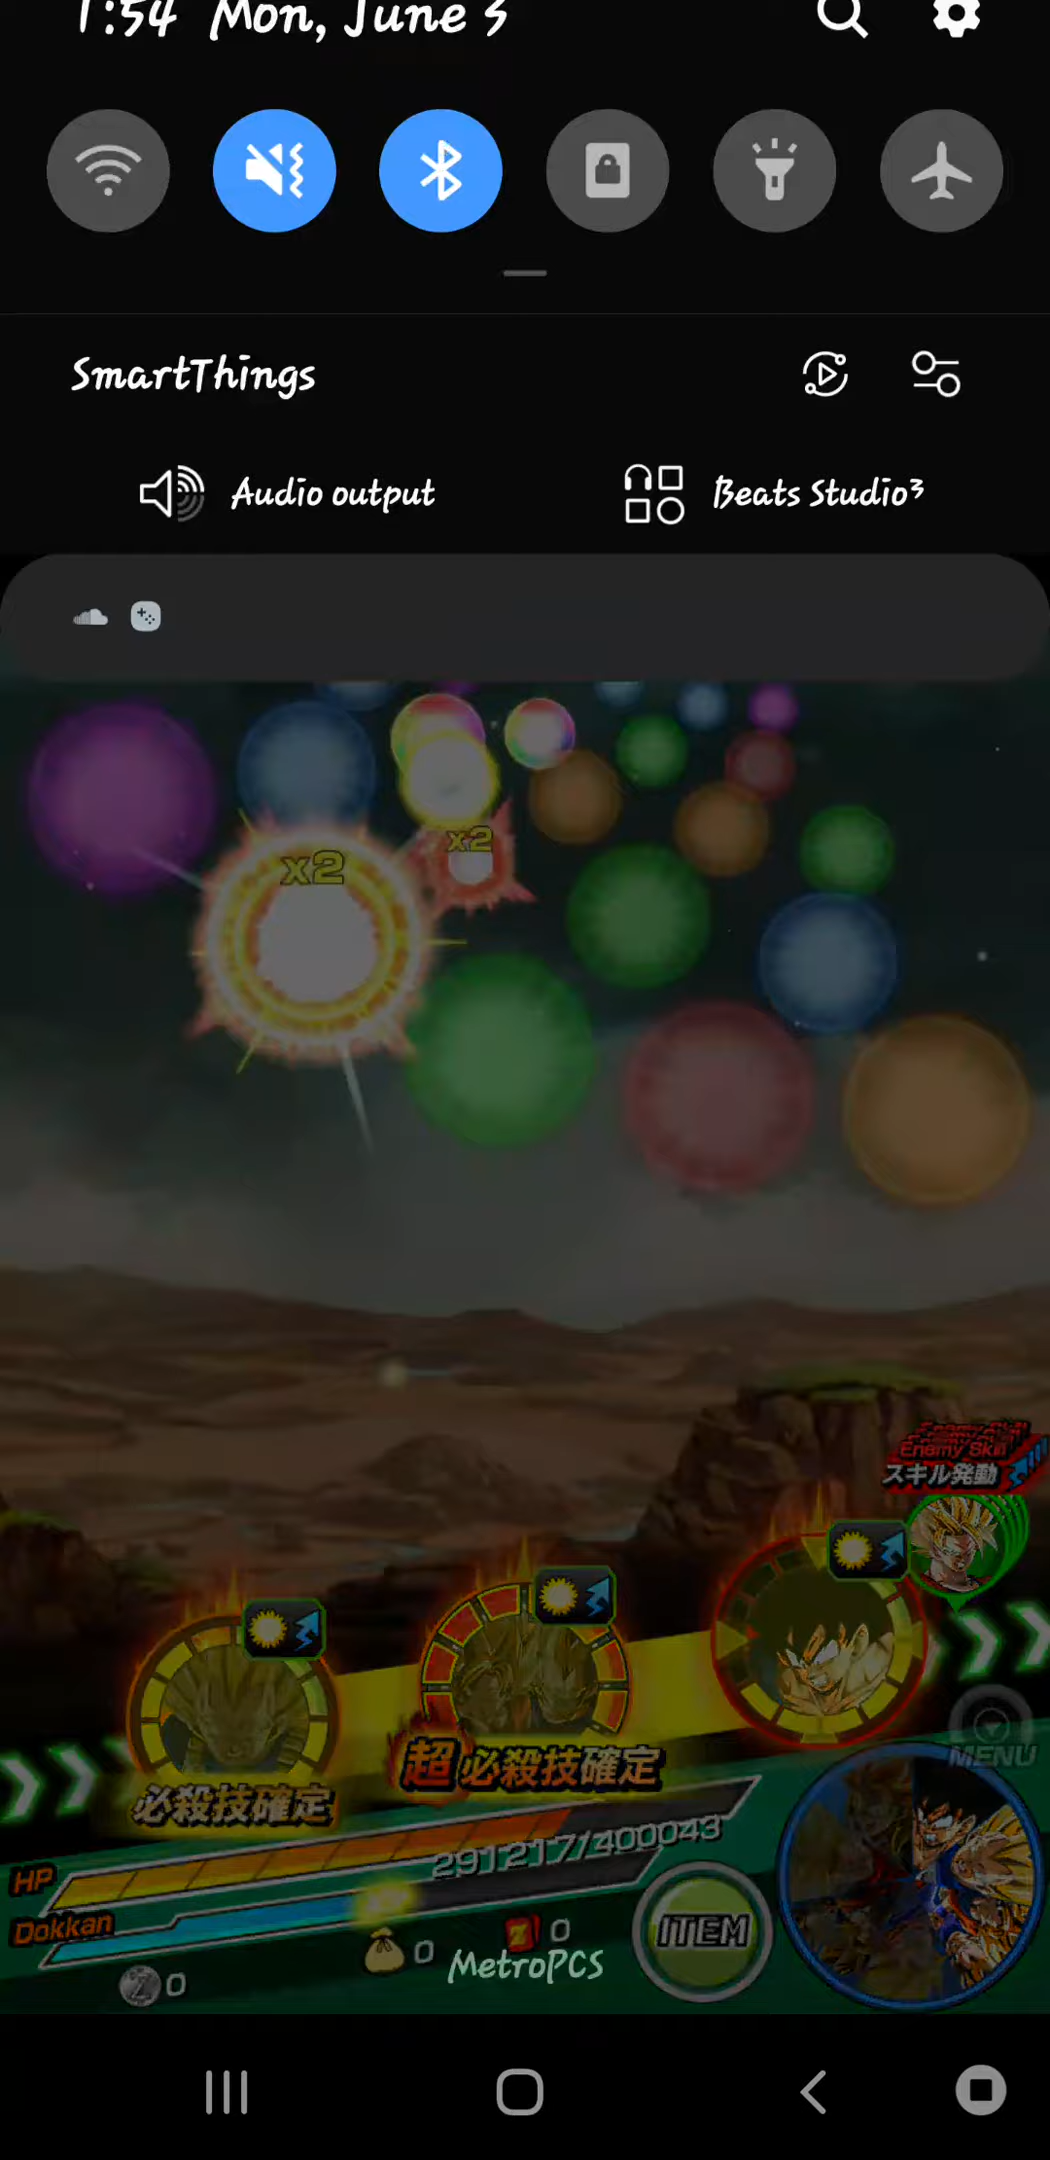 1:54 Mon, June 3
SmartThings
Audio output
Beats Studio³
x2
x2
Enemy Skill
スキル発動
超必殺技確定
必殺技確定
MENU
HP
291217/400043
Dokkan
0
0
0
ITEM
MetroPCS